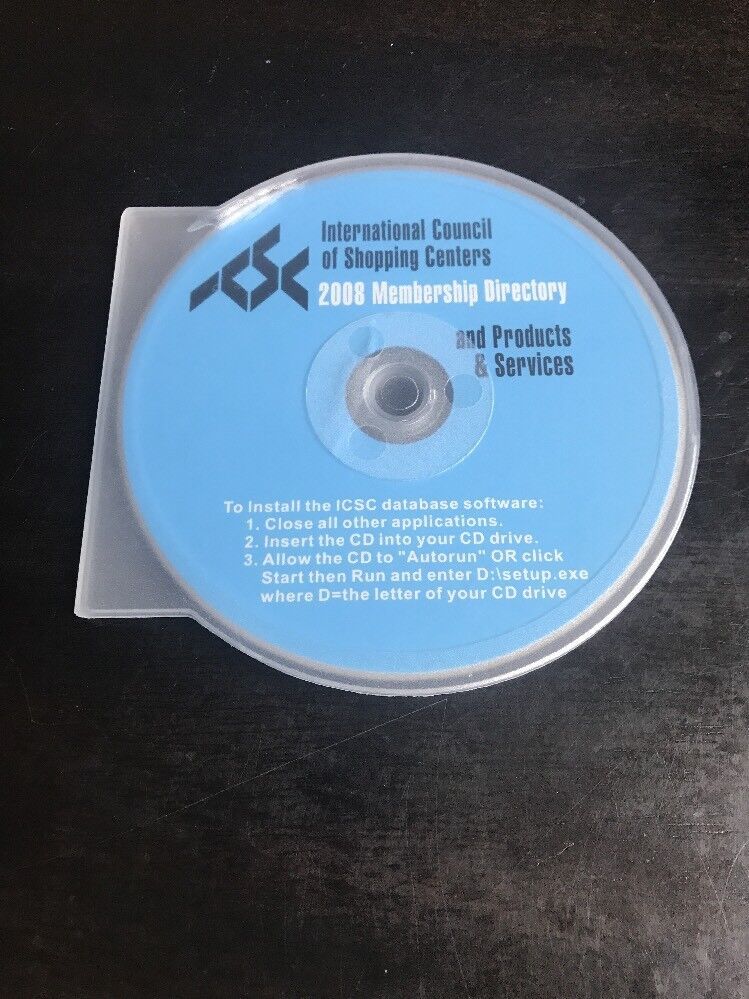 ICSC
International Council
of Shopping Centers
2008 Membership Directory
and Products
& Services
To Install the ICSC database software:
1. Close all other applications.
2. Insert the CD into your CD drive.
3. Allow the CD to "Autorun" OR click
Start then Run and enter D:\setup.exe
where D=the letter of your CD drive